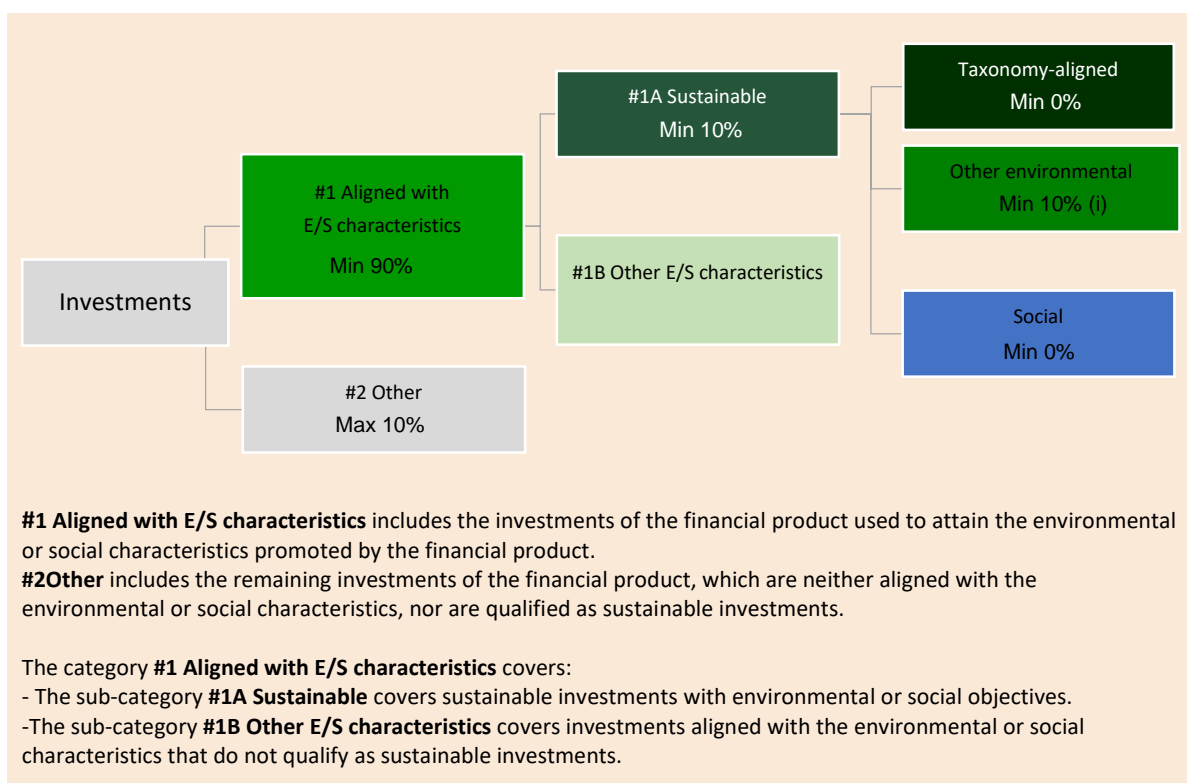 Investments
#1 Aligned with
E/S characteristics
Min 90%
#2 Other
Max 10%
#1A Sustainable
Min 10%
#1B Other E/S characteristics
Taxonomy-aligned
Min 0%
Other environmental
Min 10% (i)
Social
Min 0%
#1 Aligned with E/S characteristics includes the investments of the financial product used to attain the environmental
or social characteristics promoted by the financial product.
#2Other includes the remaining investments of the financial product, which are neither aligned with the
environmental or social characteristics, nor are qualified as sustainable investments.
The category #1 Aligned with E/S characteristics covers:
- The sub-category #1A Sustainable covers sustainable investments with environmental or social objectives.
-The sub-category #1B Other E/S characteristics covers investments aligned with the environmental or social
characteristics that do not qualify as sustainable investments.